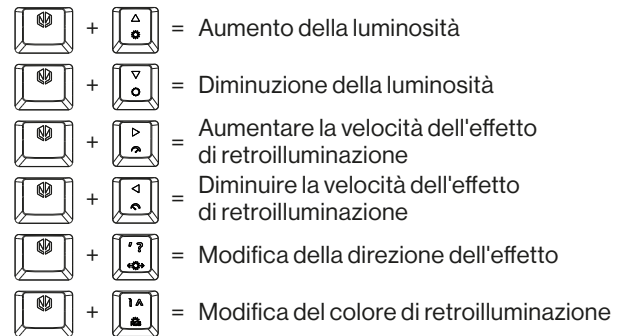 + = Aumento della luminosità
+ = Diminuzione della luminosità
+ = Aumentare la velocità dell'effetto
di retroilluminazione
+ = Diminuire la velocità dell'effetto
di retroilluminazione
+ ' ? = Modifica della direzione dell'effetto
+ ì ^ = Modifica del colore di retroilluminazione